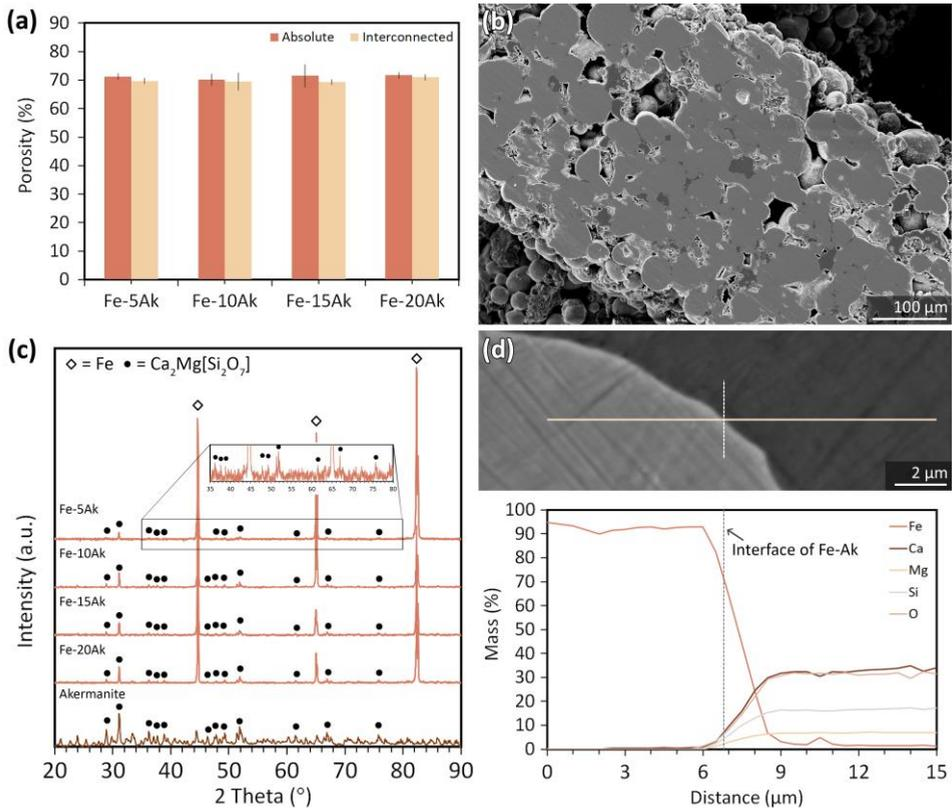 (a)
90
80
70
60
50
40
30
20
10
0
Porosity (%)
Absolute
Interconnected
Fe-5Ak
Fe-10Ak
Fe-15Ak
Fe-20Ak
(b)
100 µm
(c)
◇ = Fe ● = Ca₂Mg[Si₂O₇]
35 40 45 50 55 60 65 70 75 80
Fe-5Ak
Fe-10Ak
Fe-15Ak
Fe-20Ak
Akermanite
Intensity (a.u.)
20 30 40 50 60 70 80 90
2 Theta (°)
(d)
2 µm
100
90
80
70
60
50
40
30
20
10
0
Mass (%)
Interface of Fe-Ak
Fe
Ca
Mg
Si
O
0 3 6 9 12 15
Distance (µm)